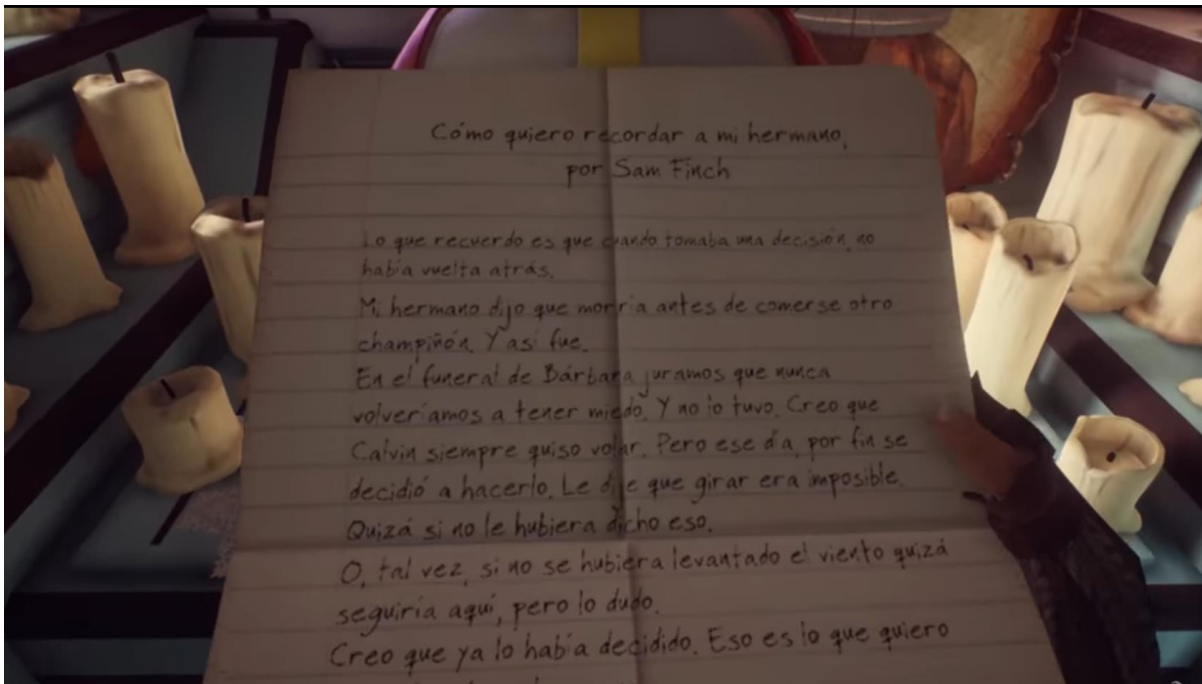 Cómo quiero recordar a mi hermano,
por Sam Finch
Lo que recuerdo es que cuando tomaba una decisión, no
había vuelta atrás.
Mi hermano dijo que moriría antes de comerse otro
champiñón. Y así fue.
En el funeral de Bárbara juramos que nunca
volveríamos a tener miedo. Y no lo tuvo. Creo que
Calvin siempre quiso volar. Pero ese día, por fin se
decidió a hacerlo. Le dije que girar era imposible.
Quizá si no le hubiera dicho eso.
O, tal vez, si no se hubiera levantado el viento quizá
seguiría aquí, pero lo dudo.
Creo que ya lo había decidido. Eso es lo que quiero